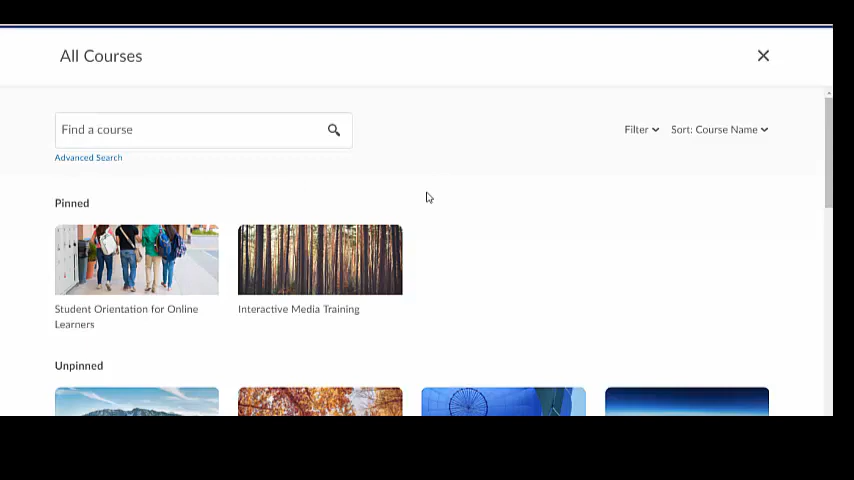 All Courses
Find a course
Filter
Sort: Course Name
Advanced Search
Pinned
Student Orientation for Online
Learners
Interactive Media Training
Unpinned